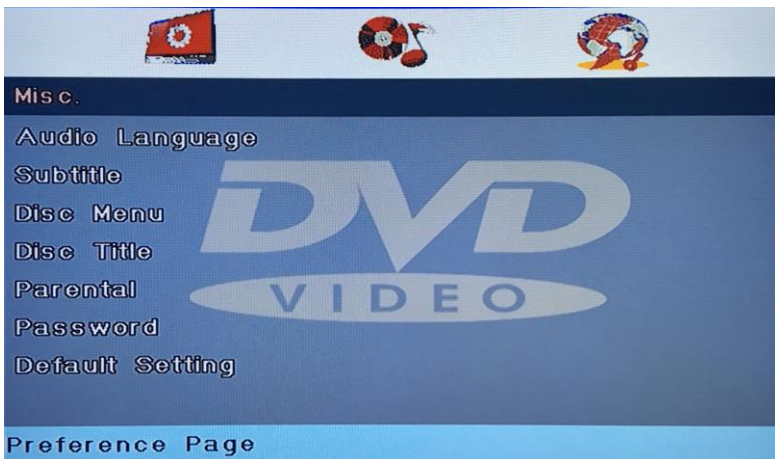 Misc.
Audio Language
Subtitle
Disc Menu
Disc Title
Parental
Password
Default Setting
DVD
VIDEO
Preference Page